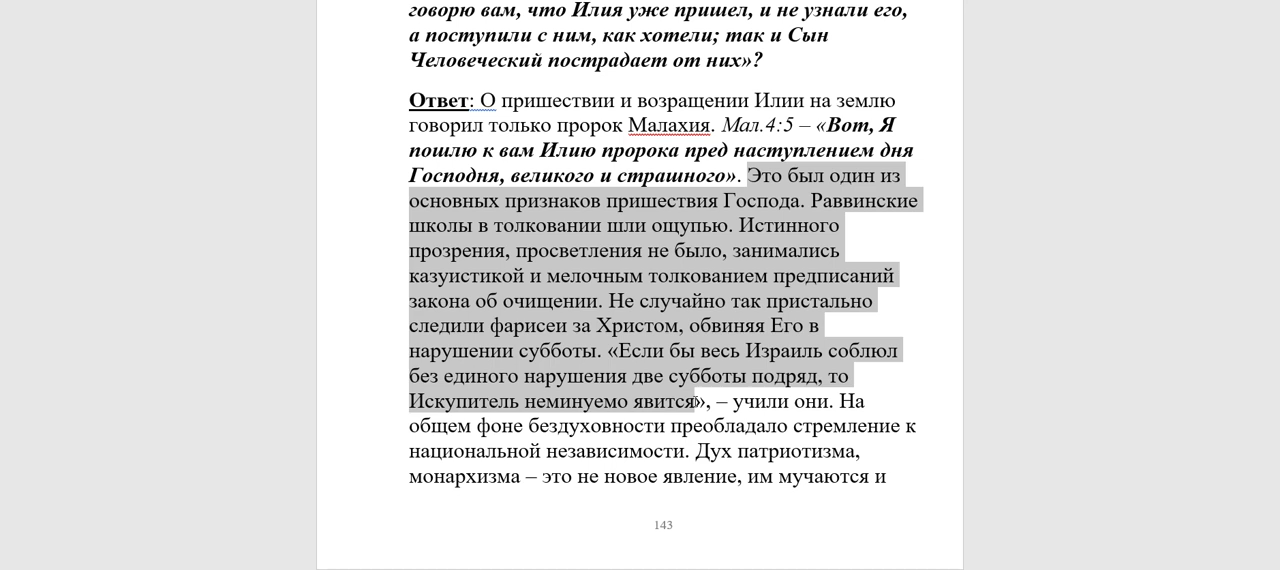 говорю вам, что Илия уже пришел, и не узнали его,
а поступили с ним, как хотели; так и Сын
Человеческий пострадает от них»?
Ответ: О пришествии и возращении Илии на землю
говорил только пророк Малахия. Мал.4:5 – «Вот, Я
пошлю к вам Илию пророка пред наступлением дня
Господня, великого и страшного». Это был один из
основных признаков пришествия Господа. Раввинские
школы в толковании шли ощупью. Истинного
прозрения, просветления не было, занимались
казуистикой и мелочным толкованием предписаний
закона об очищении. Не случайно так пристально
следили фарисеи за Христом, обвиняя Его в
нарушении субботы. «Если бы весь Израиль соблюл
без единого нарушения две субботы подряд, то
Искупитель неминуемо явится», – учили они. На
общем фоне бездуховности преобладало стремление к
национальной независимости. Дух патриотизма,
монархизма – это не новое явление, им мучаются и
143